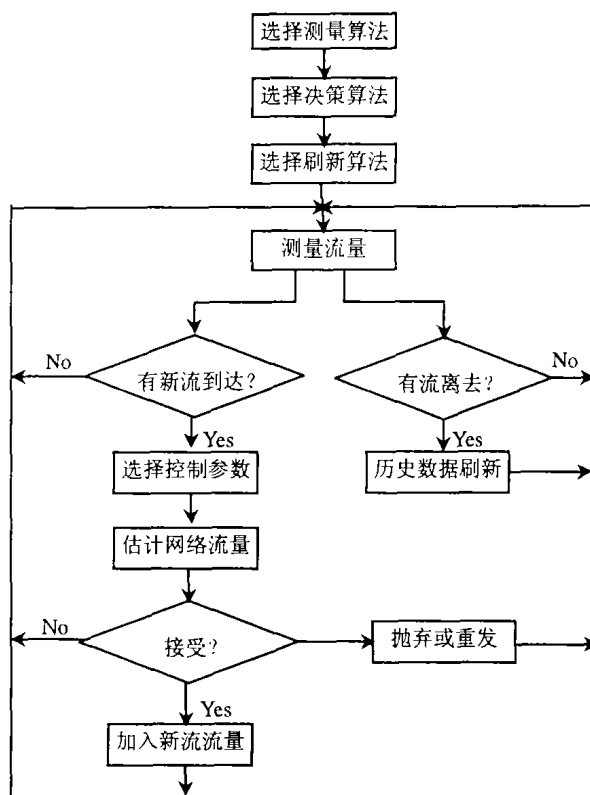 选择测量算法
选择决策算法
选择刷新算法
测量流量
No
有新流到达?
有流离去?
No
Yes
Yes
选择控制参数
历史数据刷新
估计网络流量
No
接受?
抛弃或重发
Yes
加入新流流量